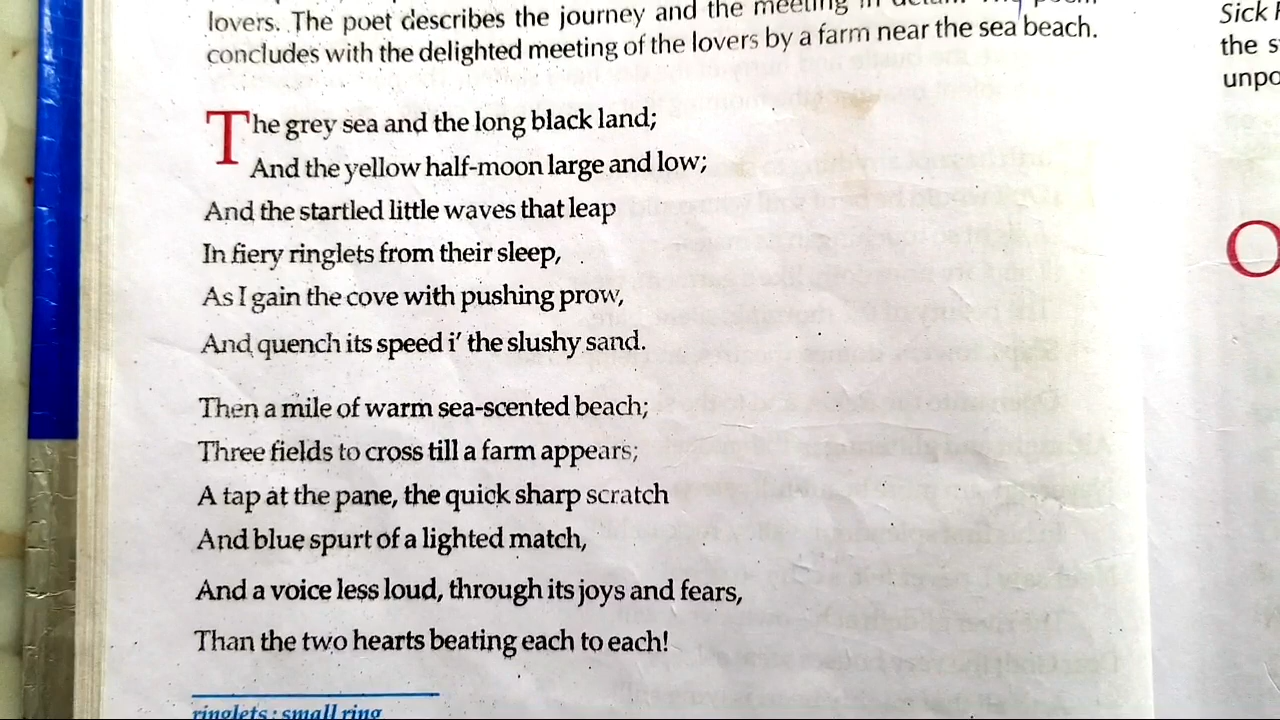 lovers. The poet describes the journey and the meeting in
concludes with the delighted meeting of the lovers by a farm near the sea beach.
The grey sea and the long black land;
And the yellow half-moon large and low;
And the startled little waves that leap
In fiery ringlets from their sleep,
As I gain the cove with pushing prow,
And quench its speed i' the slushy sand.
Then a mile of warm sea-scented beach;
Three fields to cross till a farm appears;
A tap at the pane, the quick sharp scratch
And blue spurt of a lighted match,
And a voice less loud, through its joys and fears,
Than the two hearts beating each to each!
ringlets : small ring
Sick
the
O